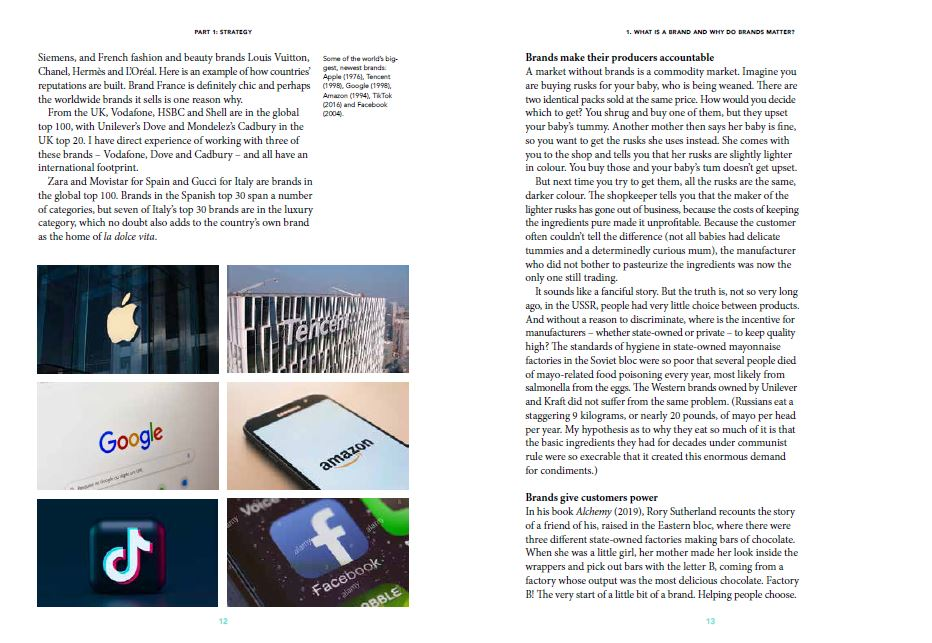 PART 1: STRATEGY
Siemens, and French fashion and beauty brands Louis Vuitton,
Chanel, Hermès and L'Oréal. Here is an example of how countries'
reputations are built. Brand France is definitely chic and perhaps
the worldwide brands it sells is one reason why.
From the UK, Vodafone, HSBC and Shell are in the global
top 100, with Unilever's Dove and Mondelez's Cadbury in the
UK top 20. I have direct experience of working with three of
these brands – Vodafone, Dove and Cadbury – and all have an
international footprint.
Zara and Movistar for Spain and Gucci for Italy are brands in
the global top 100. Brands in the Spanish top 30 span a number
of categories, but seven of Italy's top 30 brands are in the luxury
category, which no doubt also adds to the country's own brand
as the home of la dolce vita.
Some of the world's big-
gest, newest brands:
Apple (1976), Tencent
(1998), Google (1998),
Amazon (1994), TikTok
(2016) and Facebook
(2004).
Tencent
Google
Pesquise no Google ou digite um URL
amazon
Voice
alamy
alamy
Facebook
alamy
OBBLE
12
1. WHAT IS A BRAND AND WHY DO BRANDS MATTER?
Brands make their producers accountable
A market without brands is a commodity market. Imagine you
are buying rusks for your baby, who is being weaned. There are
two identical packs sold at the same price. How would you decide
which to get? You shrug and buy one of them, but they upset
your baby's tummy. Another mother then says her baby is fine,
so you want to get the rusks she uses instead. She comes with
you to the shop and tells you that her rusks are slightly lighter
in colour. You buy those and your baby's tum doesn't get upset.
But next time you try to get them, all the rusks are the same,
darker colour. The shopkeeper tells you that the maker of the
lighter rusks has gone out of business, because the costs of keeping
the ingredients pure made it unprofitable. Because the customer
often couldn't tell the difference (not all babies had delicate
tummies and a determinedly curious mum), the manufacturer
who did not bother to pasteurize the ingredients was now the
only one still trading.
It sounds like a fanciful story. But the truth is, not so very long
ago, in the USSR, people had very little choice between products.
And without a reason to discriminate, where is the incentive for
manufacturers – whether state-owned or private – to keep quality
high? The standards of hygiene in state-owned mayonnaise
factories in the Soviet bloc were so poor that several people died
of mayo-related food poisoning every year, most likely from
salmonella from the eggs. The Western brands owned by Unilever
and Kraft did not suffer from the same problem. (Russians eat a
staggering 9 kilograms, or nearly 20 pounds, of mayo per head
per year. My hypothesis as to why they eat so much of it is that
the basic ingredients they had for decades under communist
rule were so execrable that it created this enormous demand
for condiments.)
Brands give customers power
In his book Alchemy (2019), Rory Sutherland recounts the story
of a friend of his, raised in the Eastern bloc, where there were
three different state-owned factories making bars of chocolate.
When she was a little girl, her mother made her look inside the
wrappers and pick out bars with the letter B, coming from a
factory whose output was the most delicious chocolate. Factory
B! The very start of a little bit of a brand. Helping people choose.
13